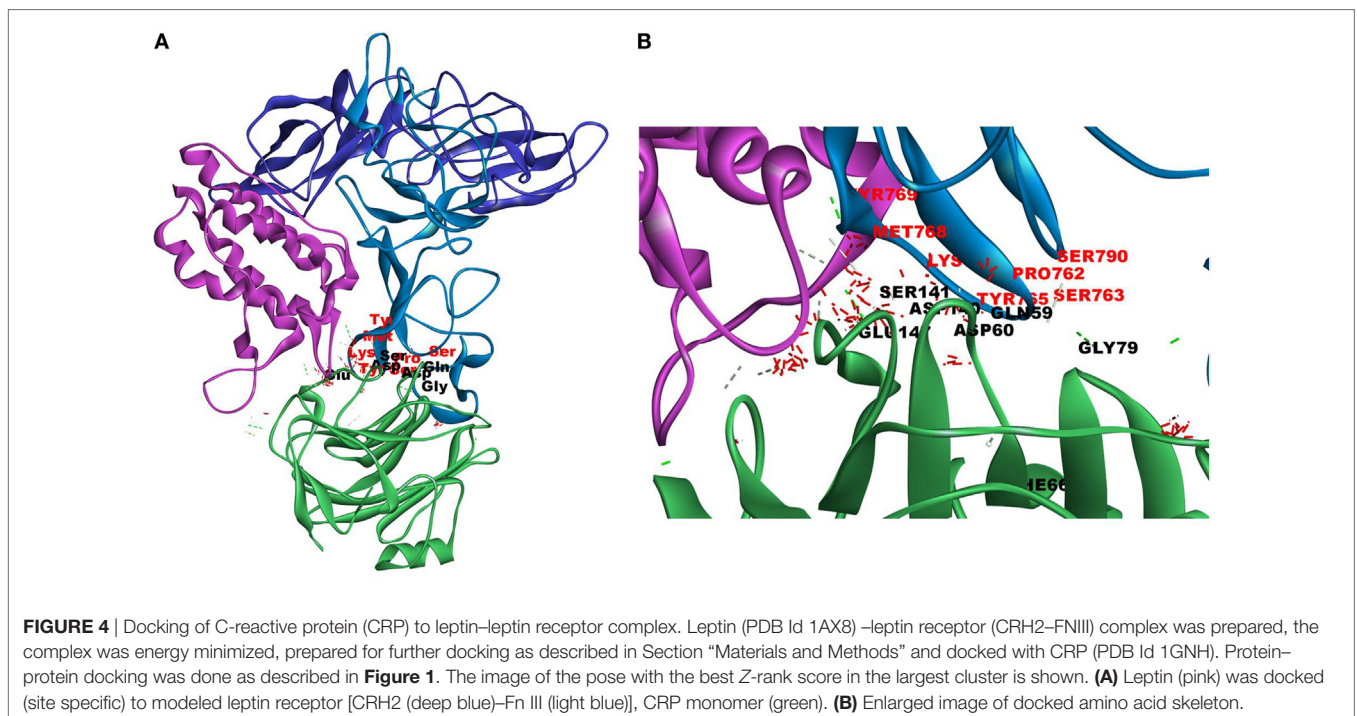 A
B
Tyr
Met
Lys
Ser
Ser
Pro
Asp
Asp
Gln
Glu
Gly
MET768
LYS
SER790
PRO762
SER141
TYR765
SER763
GLN59
ASP60
GLY79
FIGURE 4 | Docking of C-reactive protein (CRP) to leptin–leptin receptor complex. Leptin (PDB Id 1AX8) –leptin receptor (CRH2–FNIII) complex was prepared, the
complex was energy minimized, prepared for further docking as described in Section “Materials and Methods” and docked with CRP (PDB Id 1GNH). Protein–
protein docking was done as described in Figure 1. The image of the pose with the best Z-rank score in the largest cluster is shown. (A) Leptin (pink) was docked
(site specific) to modeled leptin receptor [CRH2 (deep blue)–Fn III (light blue)], CRP monomer (green). (B) Enlarged image of docked amino acid skeleton.